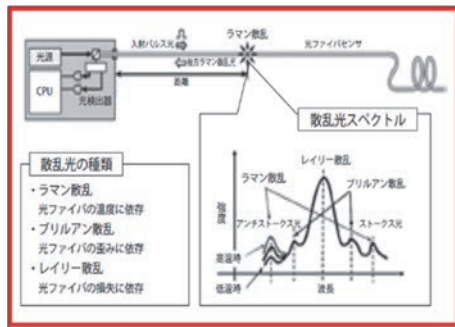 ラマン散乱
入射パルス光
光ファイバセンサ
光源
後方ラマン散乱光
CPU
光検出器
距離
散乱光スペクトル
散乱光の種類
・ラマン散乱
光ファイバの温度に依存
・ブリルアン散乱
光ファイバの歪みに依存
・レイリー散乱
光ファイバの損失に依存
レイリー散乱
ラマン散乱
ブリルアン散乱
強度
アンチストークス光
ストークス光
高温時
低温時
波長